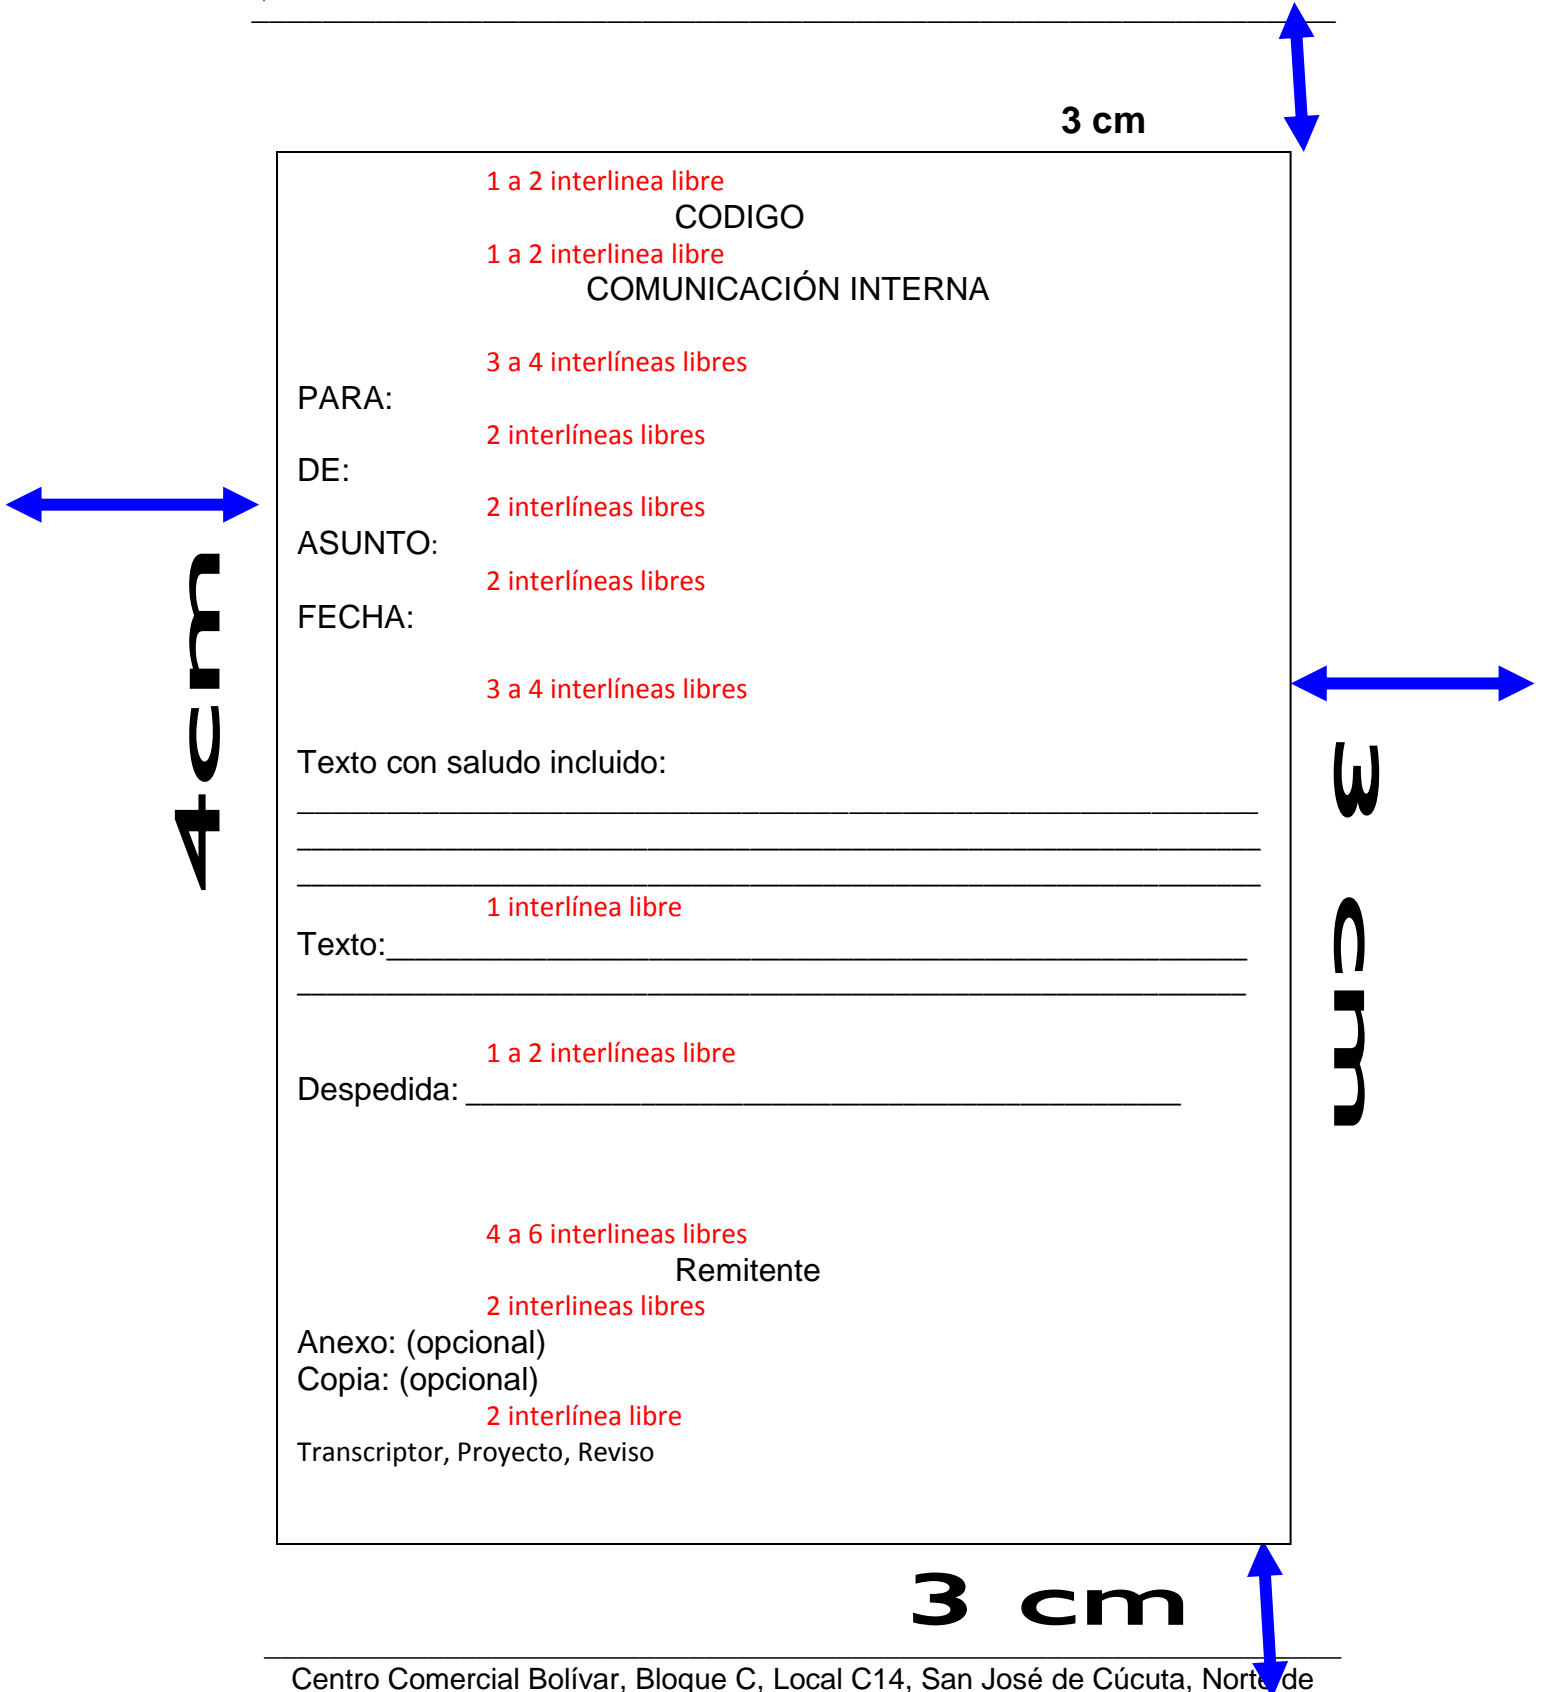 3 cm
1 a 2 interlinea libre
CODIGO
1 a 2 interlinea libre
COMUNICACIÓN INTERNA
3 a 4 interlíneas libres
PARA:
2 interlíneas libres
DE:
2 interlíneas libres
ASUNTO:
2 interlíneas libres
FECHA:
4cm
3 a 4 interlíneas libres
3 cm
Texto con saludo incluido:
1 interlínea libre
Texto:
1 a 2 interlíneas libre
Despedida:
4 a 6 interlineas libres
Remitente
2 interlineas libres
Anexo: (opcional)
Copia: (opcional)
2 interlínea libre
Transcriptor, Proyecto, Reviso
3 cm
Centro Comercial Bolívar, Bloque C, Local C14, San José de Cúcuta, Norte de